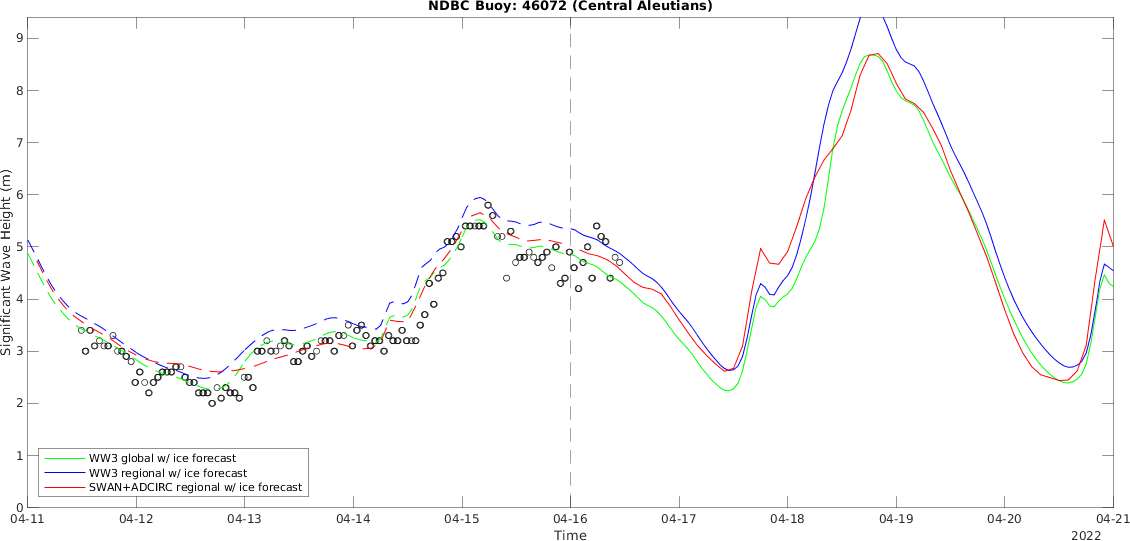 NDBC Buoy: 46072 (Central Aleutians)
9
8
7
6
5
4
3
2
1
0
Significant Wave Height (m)
WW3 global w/ ice forecast
WW3 regional w/ ice forecast
SWAN+ADCIRC regional w/ ice forecast
04-11 04-12 04-13 04-14 04-15 04-16 04-17 04-18 04-19 04-20 04-21
Time
2022